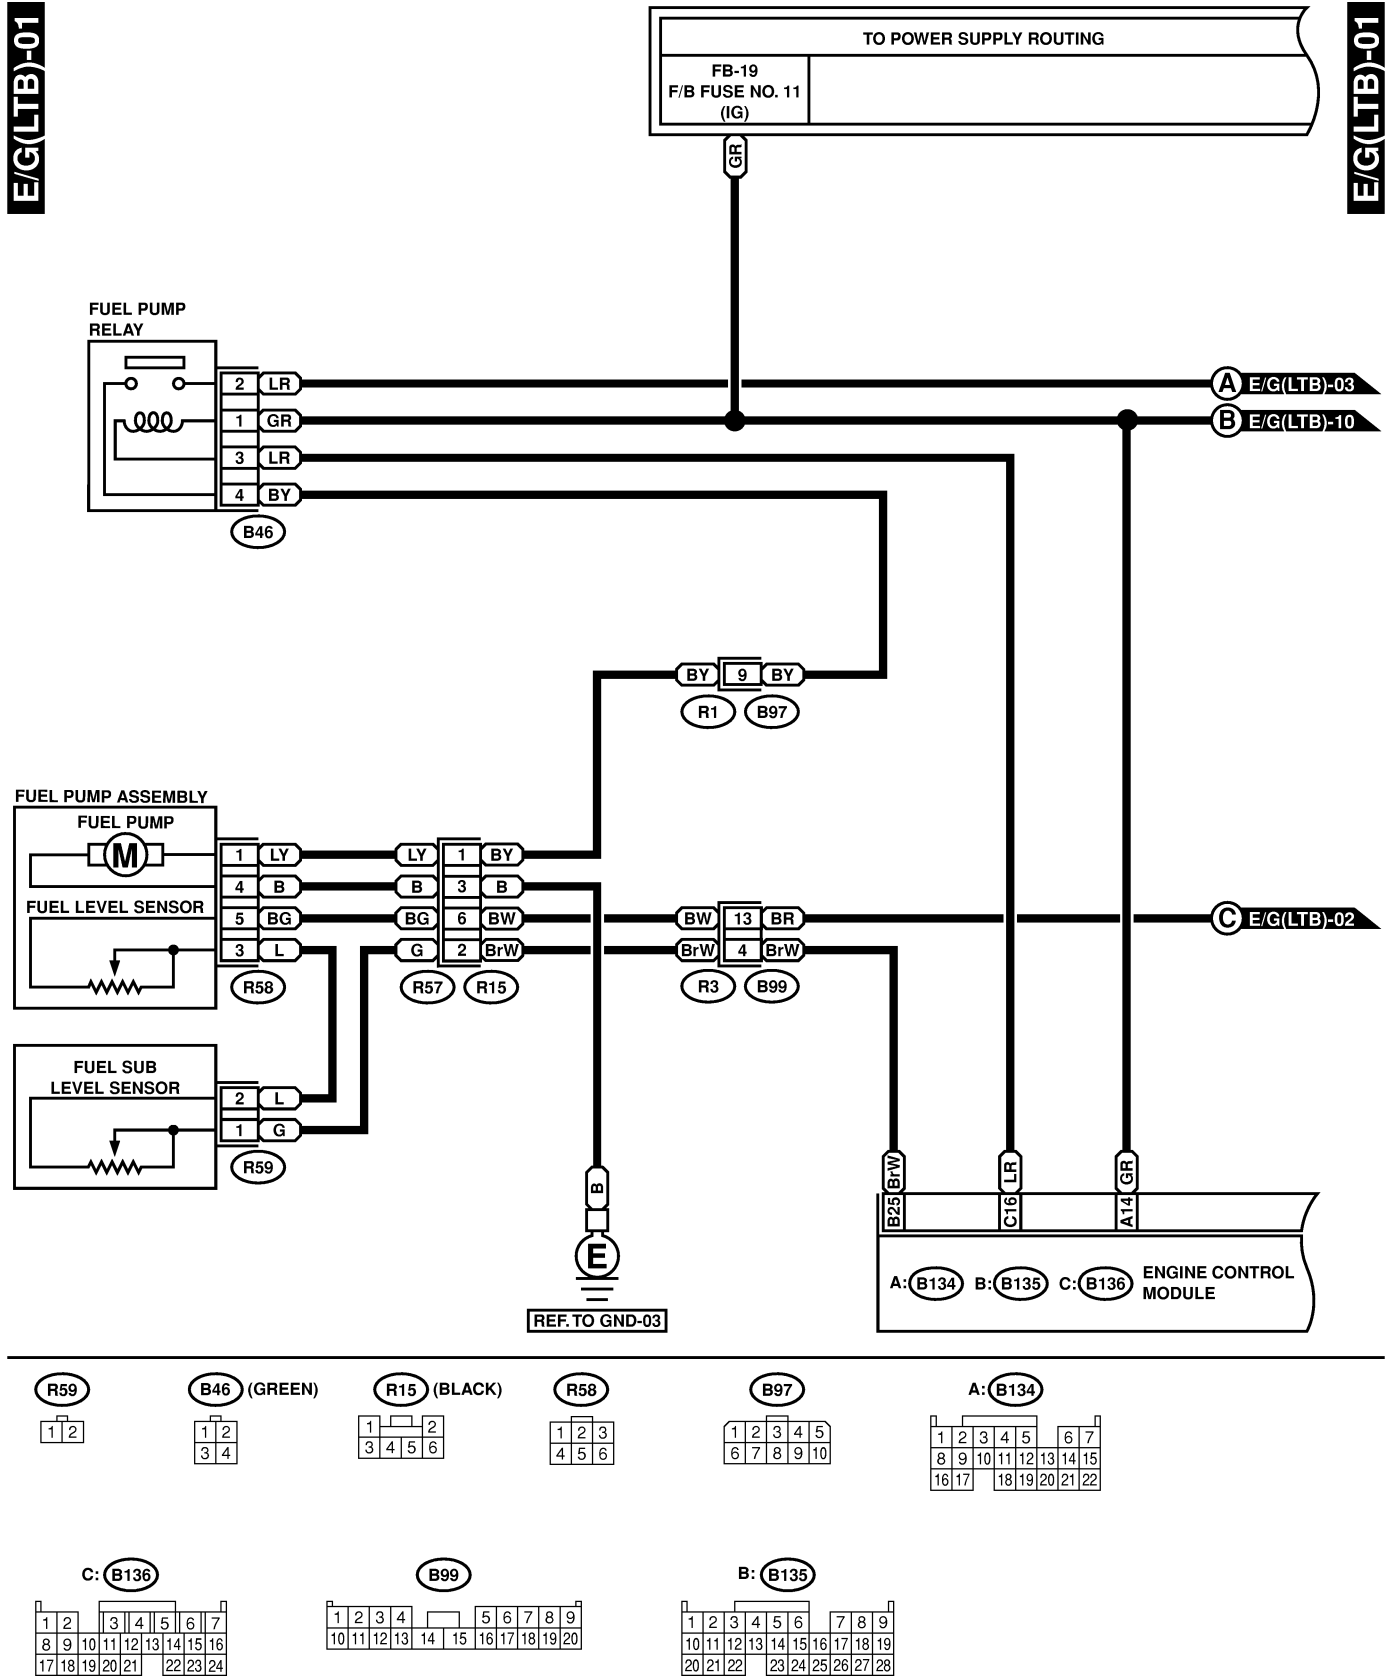 E/G(LTB)-01
E/G(LTB)-01
TO POWER SUPPLY ROUTING
FB-19
F/B FUSE NO. 11
(IG)
GR
FUEL PUMP
RELAY
2 LR
A E/G(LTB)-03
1 GR
B E/G(LTB)-10
3 LR
4 BY
B46
BY 9 BY
R1 B97
FUEL PUMP ASSEMBLY
FUEL PUMP
M
1 LY LY 1 BY
4 B B 3 B
FUEL LEVEL SENSOR
5 BG BG 6 BW BW 13 BR
C E/G(LTB)-02
3 L G 2 BrW BrW 4 BrW
R58 R57 R15 R3 B99
FUEL SUB
LEVEL SENSOR
2 L
1 G
R59
B
E
REF. TO GND-03
BrW LR GR
B25 C16 A14
A: B134 B: B135 C: B136
ENGINE CONTROL
MODULE
R59
1 2
B46 (GREEN)
1 2
3 4
R15 (BLACK)
1 2
3 4 5 6
R58
1 2 3
4 5 6
B97
1 2 3 4 5
6 7 8 9 10
A: B134
1 2 3 4 5 6 7
8 9 10 11 12 13 14 15
16 17 18 19 20 21 22
C: B136
1 2 3 4 5 6 7
8 9 10 11 12 13 14 15 16
17 18 19 20 21 22 23 24
B99
1 2 3 4 5 6 7 8 9
10 11 12 13 14 15 16 17 18 19 20
B: B135
1 2 3 4 5 6 7 8 9
10 11 12 13 14 15 16 17 18 19
20 21 22 23 24 25 26 27 28